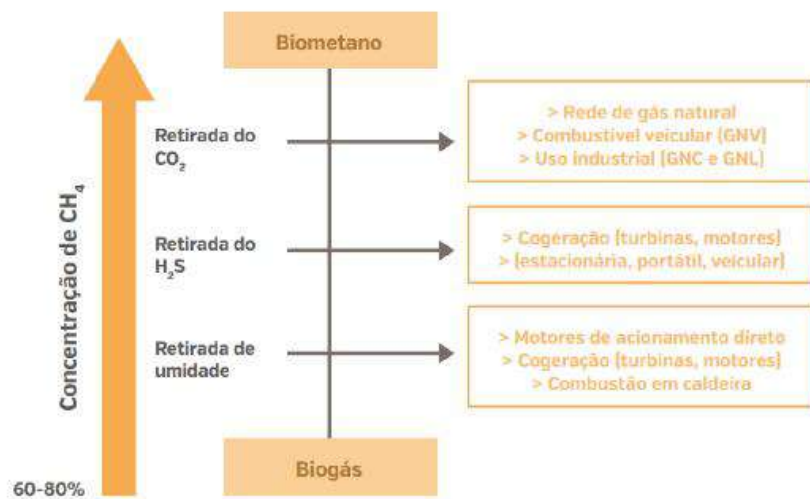 Biometano
Concentração de CH₄
Retirada do
CO₂
> Rede de gás natural
> Combustível veicular (GNV)
> Uso industrial (GNC e GNL)
Retirada do
H₂S
> Cogeração (turbinas, motores)
> (estacionária, portátil, veicular)
Retirada de
umidade
> Motores de acionamento direto
> Cogeração (turbinas, motores)
> Combustão em caldeira
Biogás
60-80%